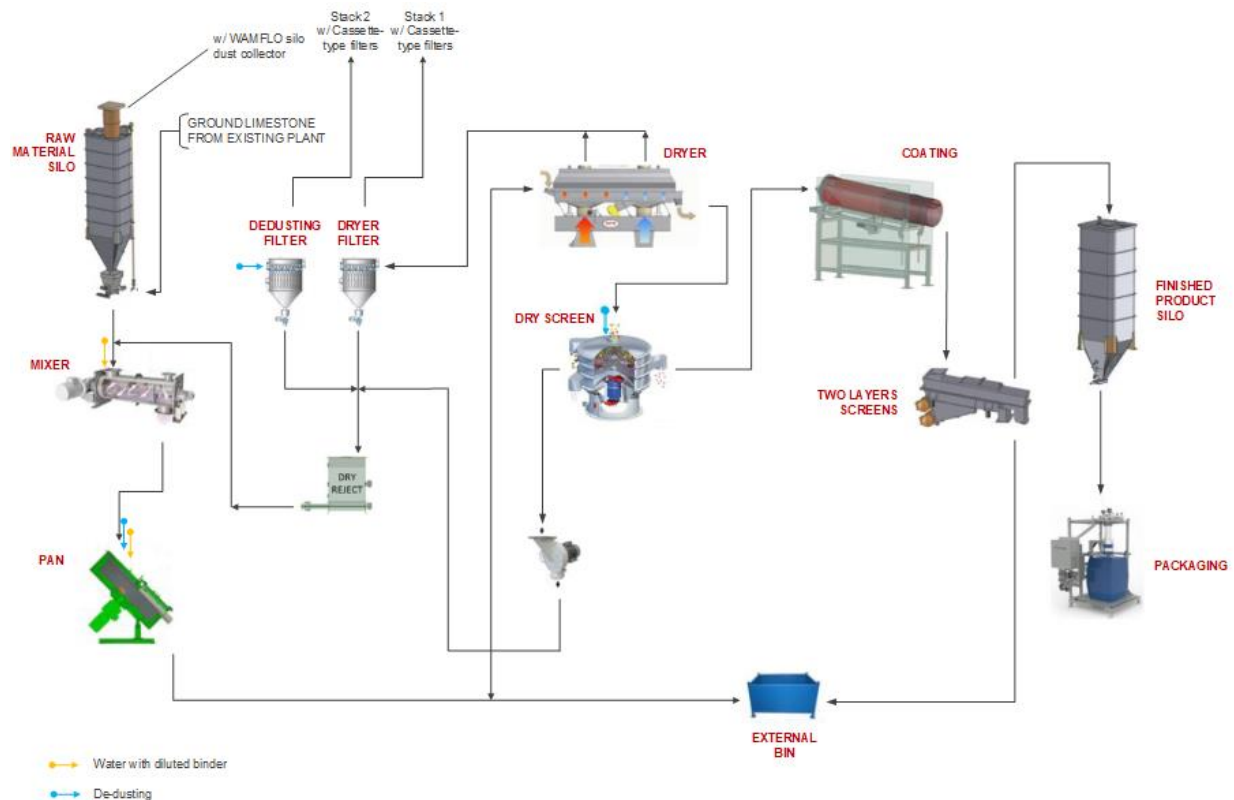 Stack 2
w/ Cassette-
type filters
Stack 1
w/ Cassette-
type filters
w/ WAMFLO silo
dust collector
GROUND LIMESTONE
FROM EXISTING PLANT
RAW
MATERIAL
SILO
DRYER
COATING
DEDUSTING
FILTER
DRYER
FILTER
DRY SCREEN
FINISHED
PRODUCT
SILO
MIXER
TWO LAYERS
SCREENS
DRY
REJECT
PAN
PACKAGING
EXTERNAL
BIN
Water with diluted binder
De-dusting